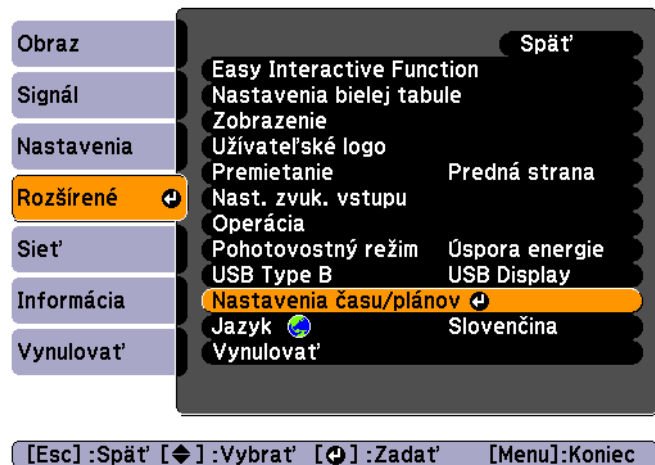 Obraz
Signál
Nastavenia
Rozšírené
Sieť
Informácia
Vynulovať
Späť
Easy Interactive Function
Nastavenia bielej tabule
Zobrazenie
Užívateľské logo
Premietanie Predná strana
Nast. zvuk. vstupu
Operácia
Pohotovostný režim Úspora energie
USB Type B USB Display
Nastavenia času/plánov
Jazyk Slovenčina
Vynulovať
[Esc] :Späť [◆] :Vybrať [↵] :Zadať [Menu]:Koniec